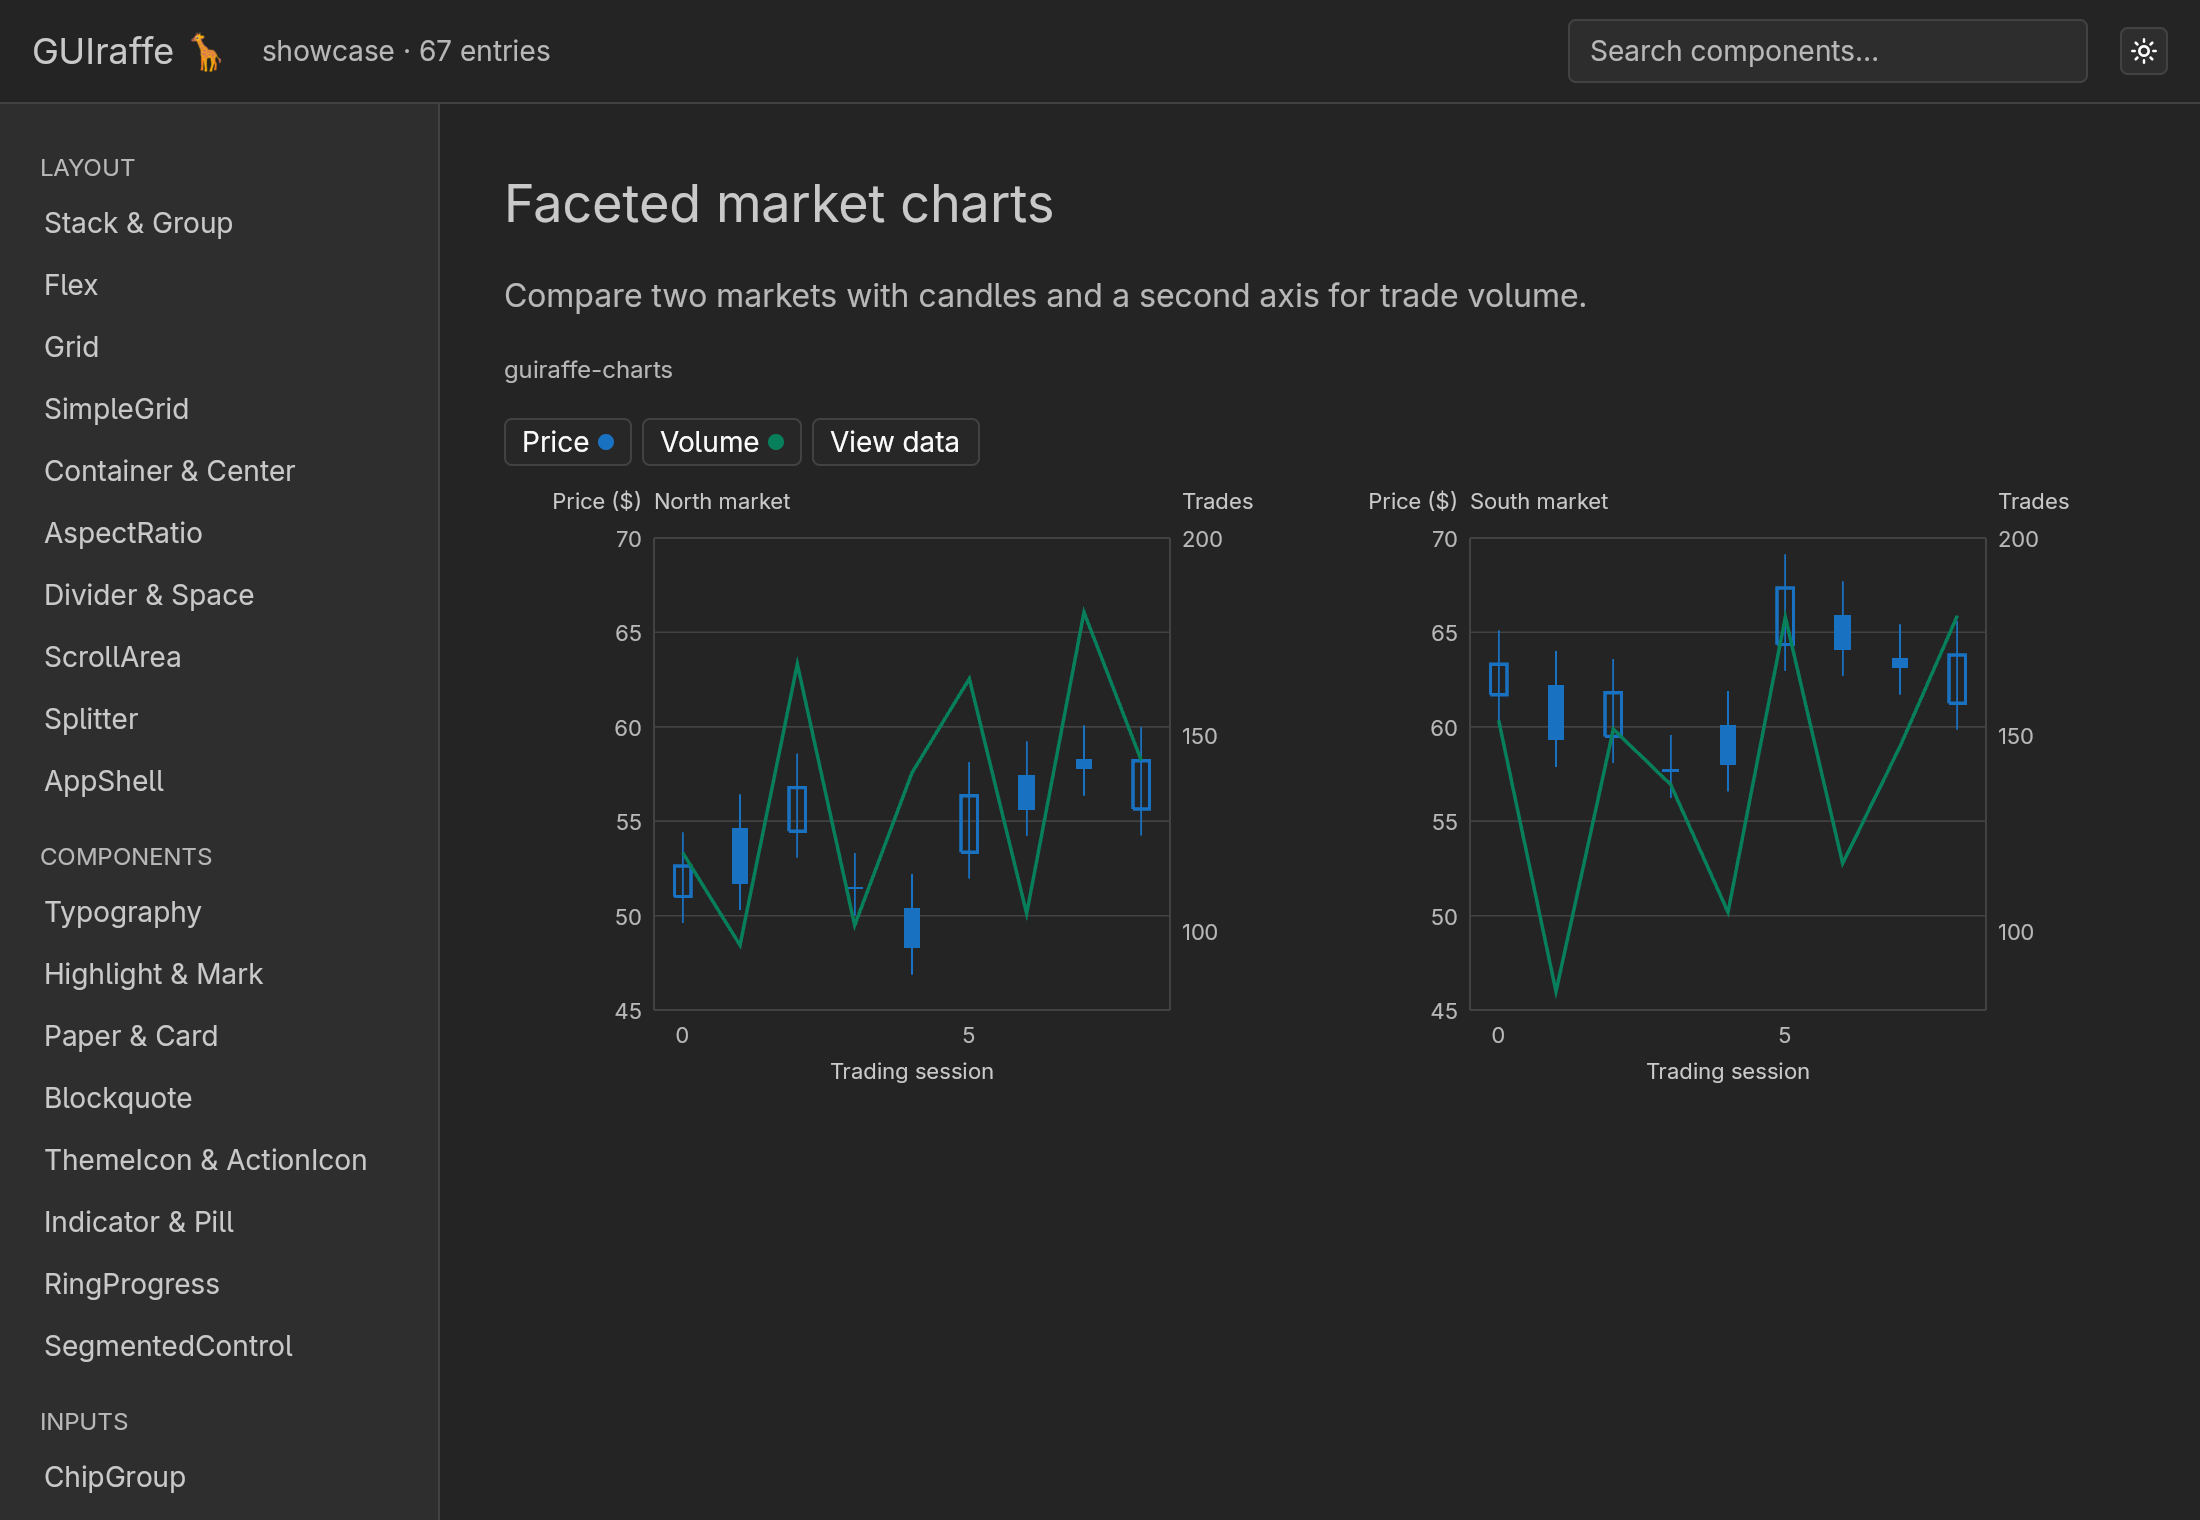 GUIraffe 🦒 showcase · 67 entries
Search components...
LAYOUT
Stack & Group
Flex
Grid
SimpleGrid
Container & Center
AspectRatio
Divider & Space
ScrollArea
Splitter
AppShell
COMPONENTS
Typography
Highlight & Mark
Paper & Card
Blockquote
ThemeIcon & ActionIcon
Indicator & Pill
RingProgress
SegmentedControl
INPUTS
ChipGroup
Faceted market charts
Compare two markets with candles and a second axis for trade volume.
guiraffe-charts
Price Volume View data
Price ($) North market Trades
70 200
65
60 150
55
50 100
45
0 5
Trading session
Price ($) South market Trades
70 200
65
60 150
55
50 100
45
0 5
Trading session